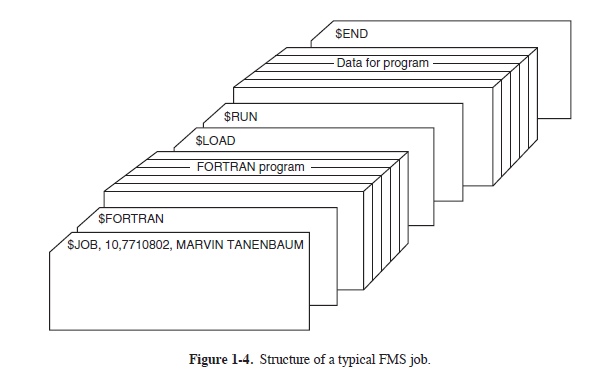 $END
Data for program
$RUN
$LOAD
FORTRAN program
$FORTRAN
$JOB, 10,7710802, MARVIN TANENBAUM
Figure 1-4. Structure of a typical FMS job.